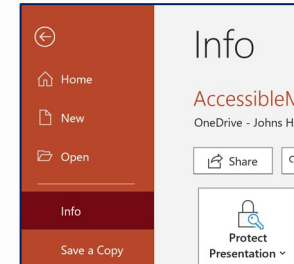 Home
New
Open
Info
Save a Copy
Info
OneDrive - Johns
Share
Protect
Presentation